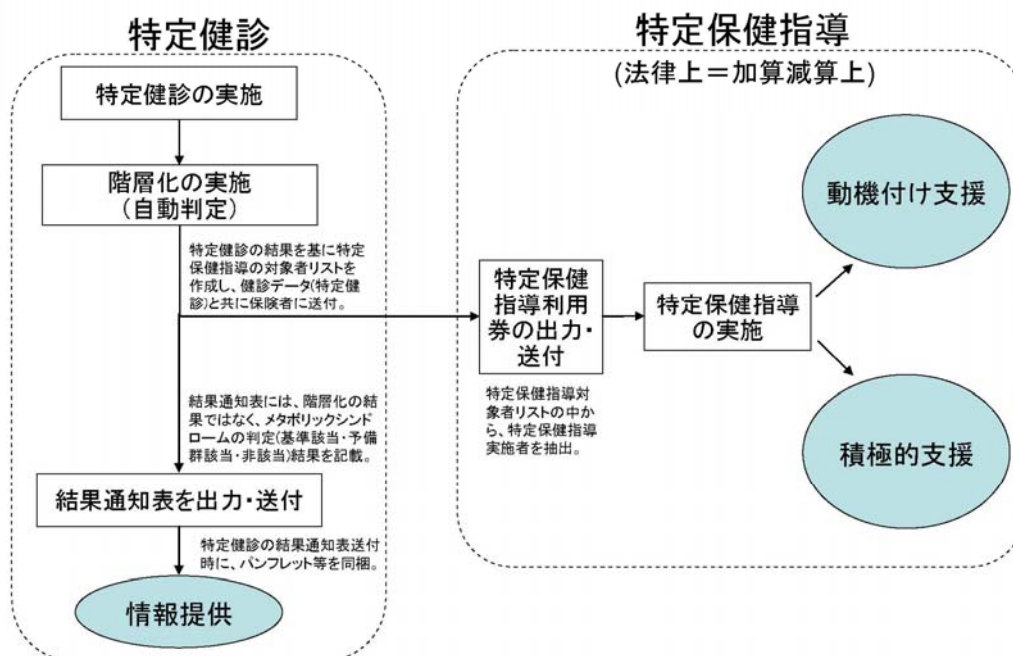 特定健診
特定健診の実施
階層化の実施
(自動判定)
特定健診の結果を基に特定
保健指導の対象者リストを
作成し、健診データ(特定健
診)と共に保険者に送付。
結果通知表には、階層化の結
果ではなく、メタボリックシンド
ロームの判定(基準該当・予備
群該当・非該当)結果を記載。
結果通知表を出力・送付
特定健診の結果通知表送付
時に、パンフレット等を同梱。
情報提供
特定保健指導
(法律上＝加算減算上)
特定保健
指導利用
券の出力・
送付
特定保健指導対
象者リストの中か
ら、特定保健指導
実施者を抽出。
特定保健指導
の実施
動機付け支援
積極的支援